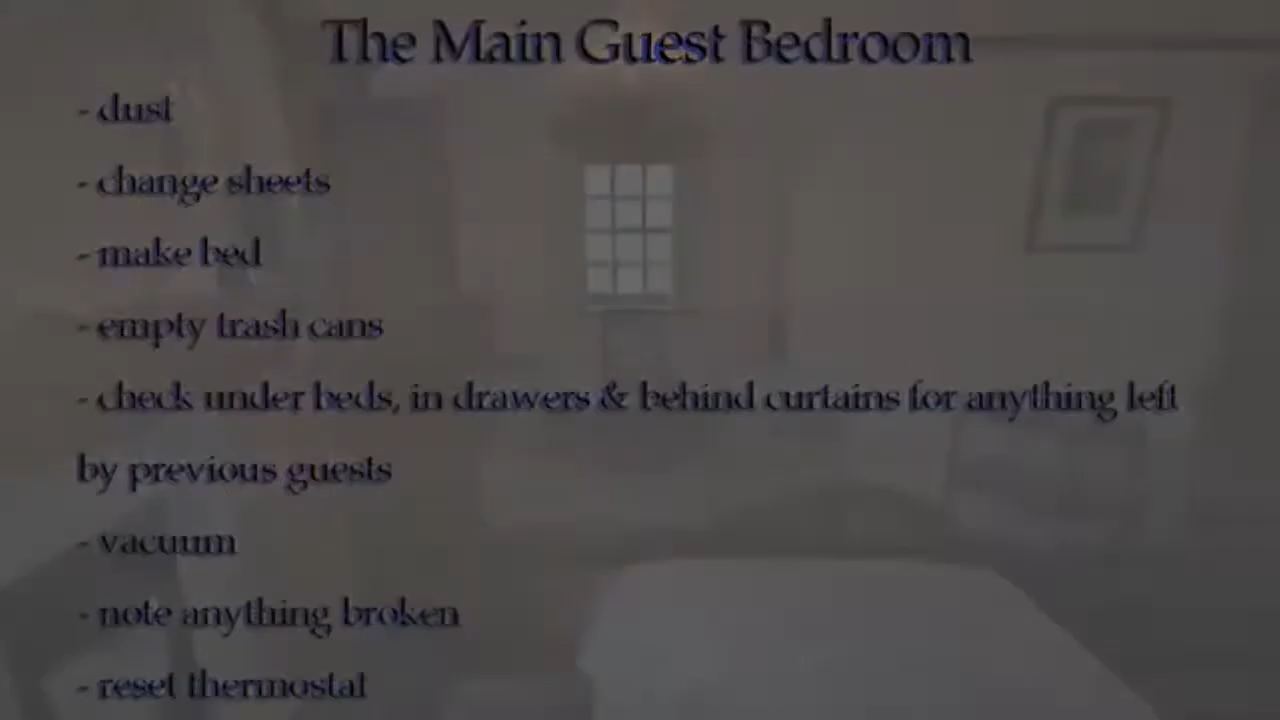 The Main Guest Bedroom
- dust
- change sheets
- make bed
- empty trash cans
- check under beds, in drawers & behind curtains for anything left
by previous guests
- vacuum
- note anything broken
- reset thermostat